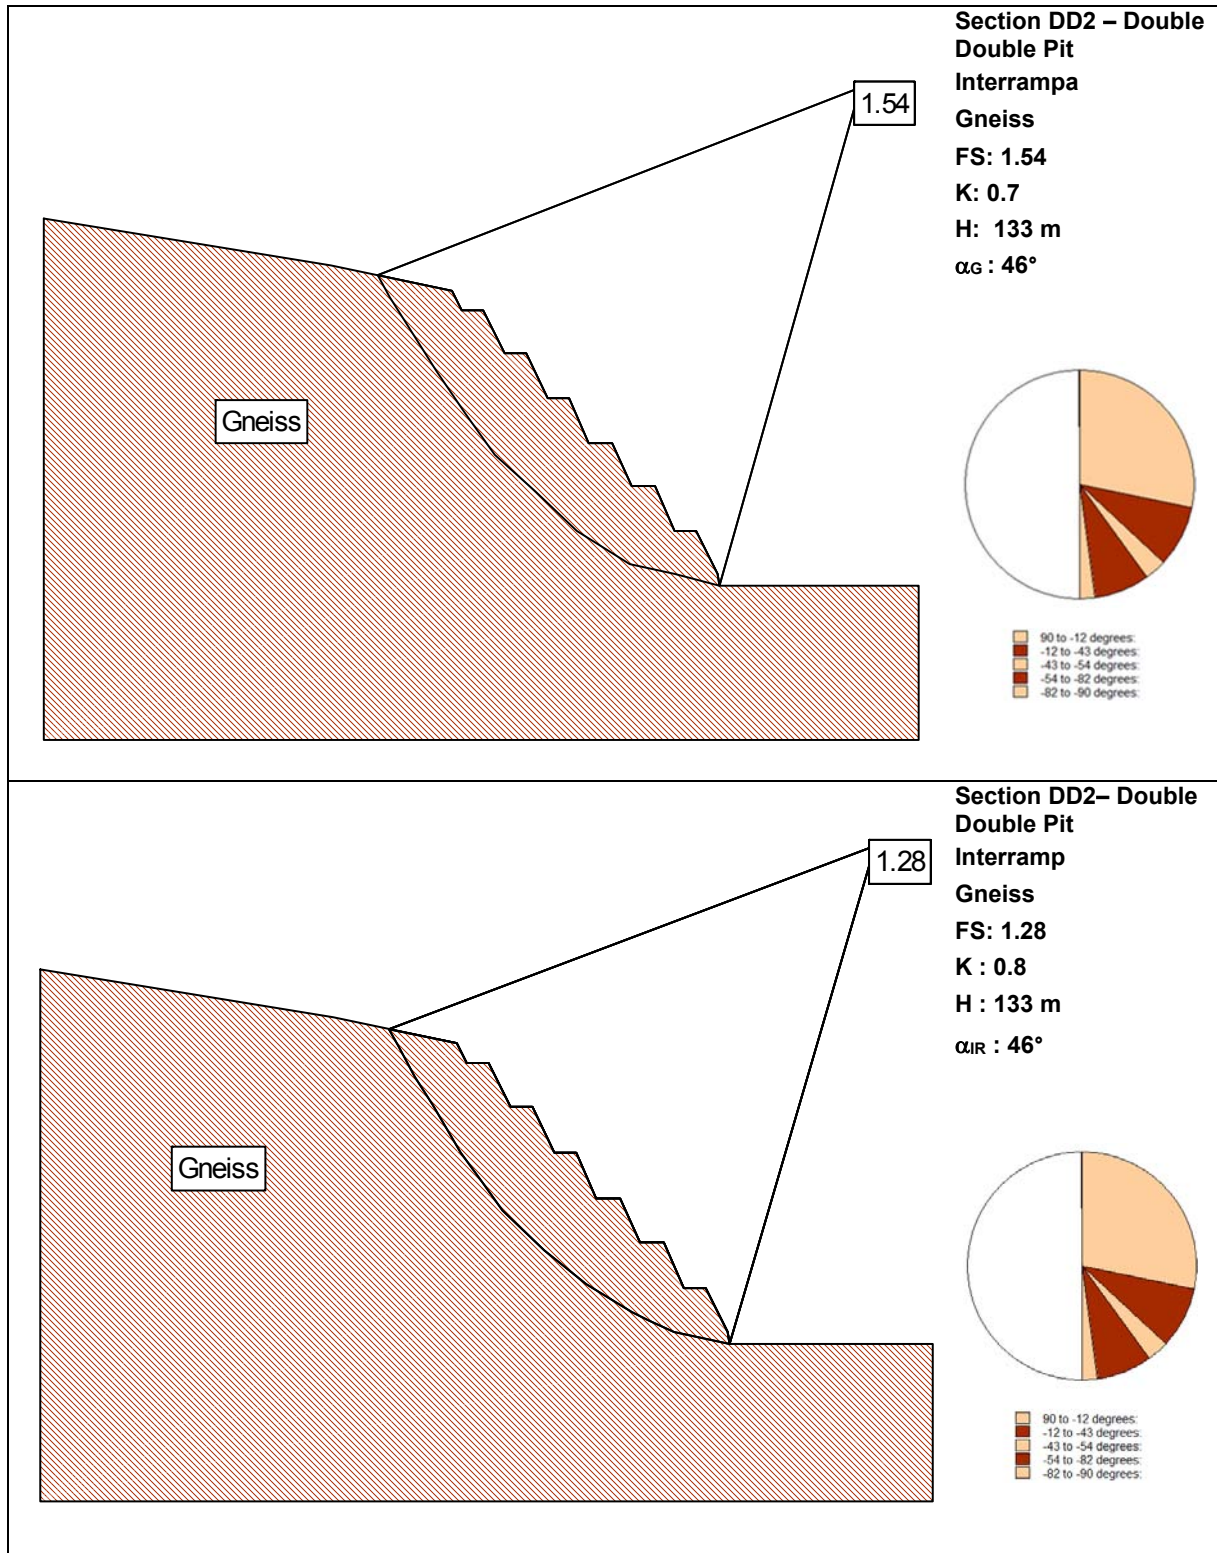 Section DD2 – Double
Double Pit
Interrampa
Gneiss
FS: 1.54
K: 0.7
H: 133 m
αG : 46°
1.54
Gneiss
90 to -12 degrees:
-12 to -43 degrees:
-43 to -54 degrees:
-54 to -82 degrees:
-82 to -90 degrees:
Section DD2– Double
Double Pit
Interramp
Gneiss
FS: 1.28
K : 0.8
H : 133 m
αIR : 46°
1.28
Gneiss
90 to -12 degrees:
-12 to -43 degrees:
-43 to -54 degrees:
-54 to -82 degrees:
-82 to -90 degrees: